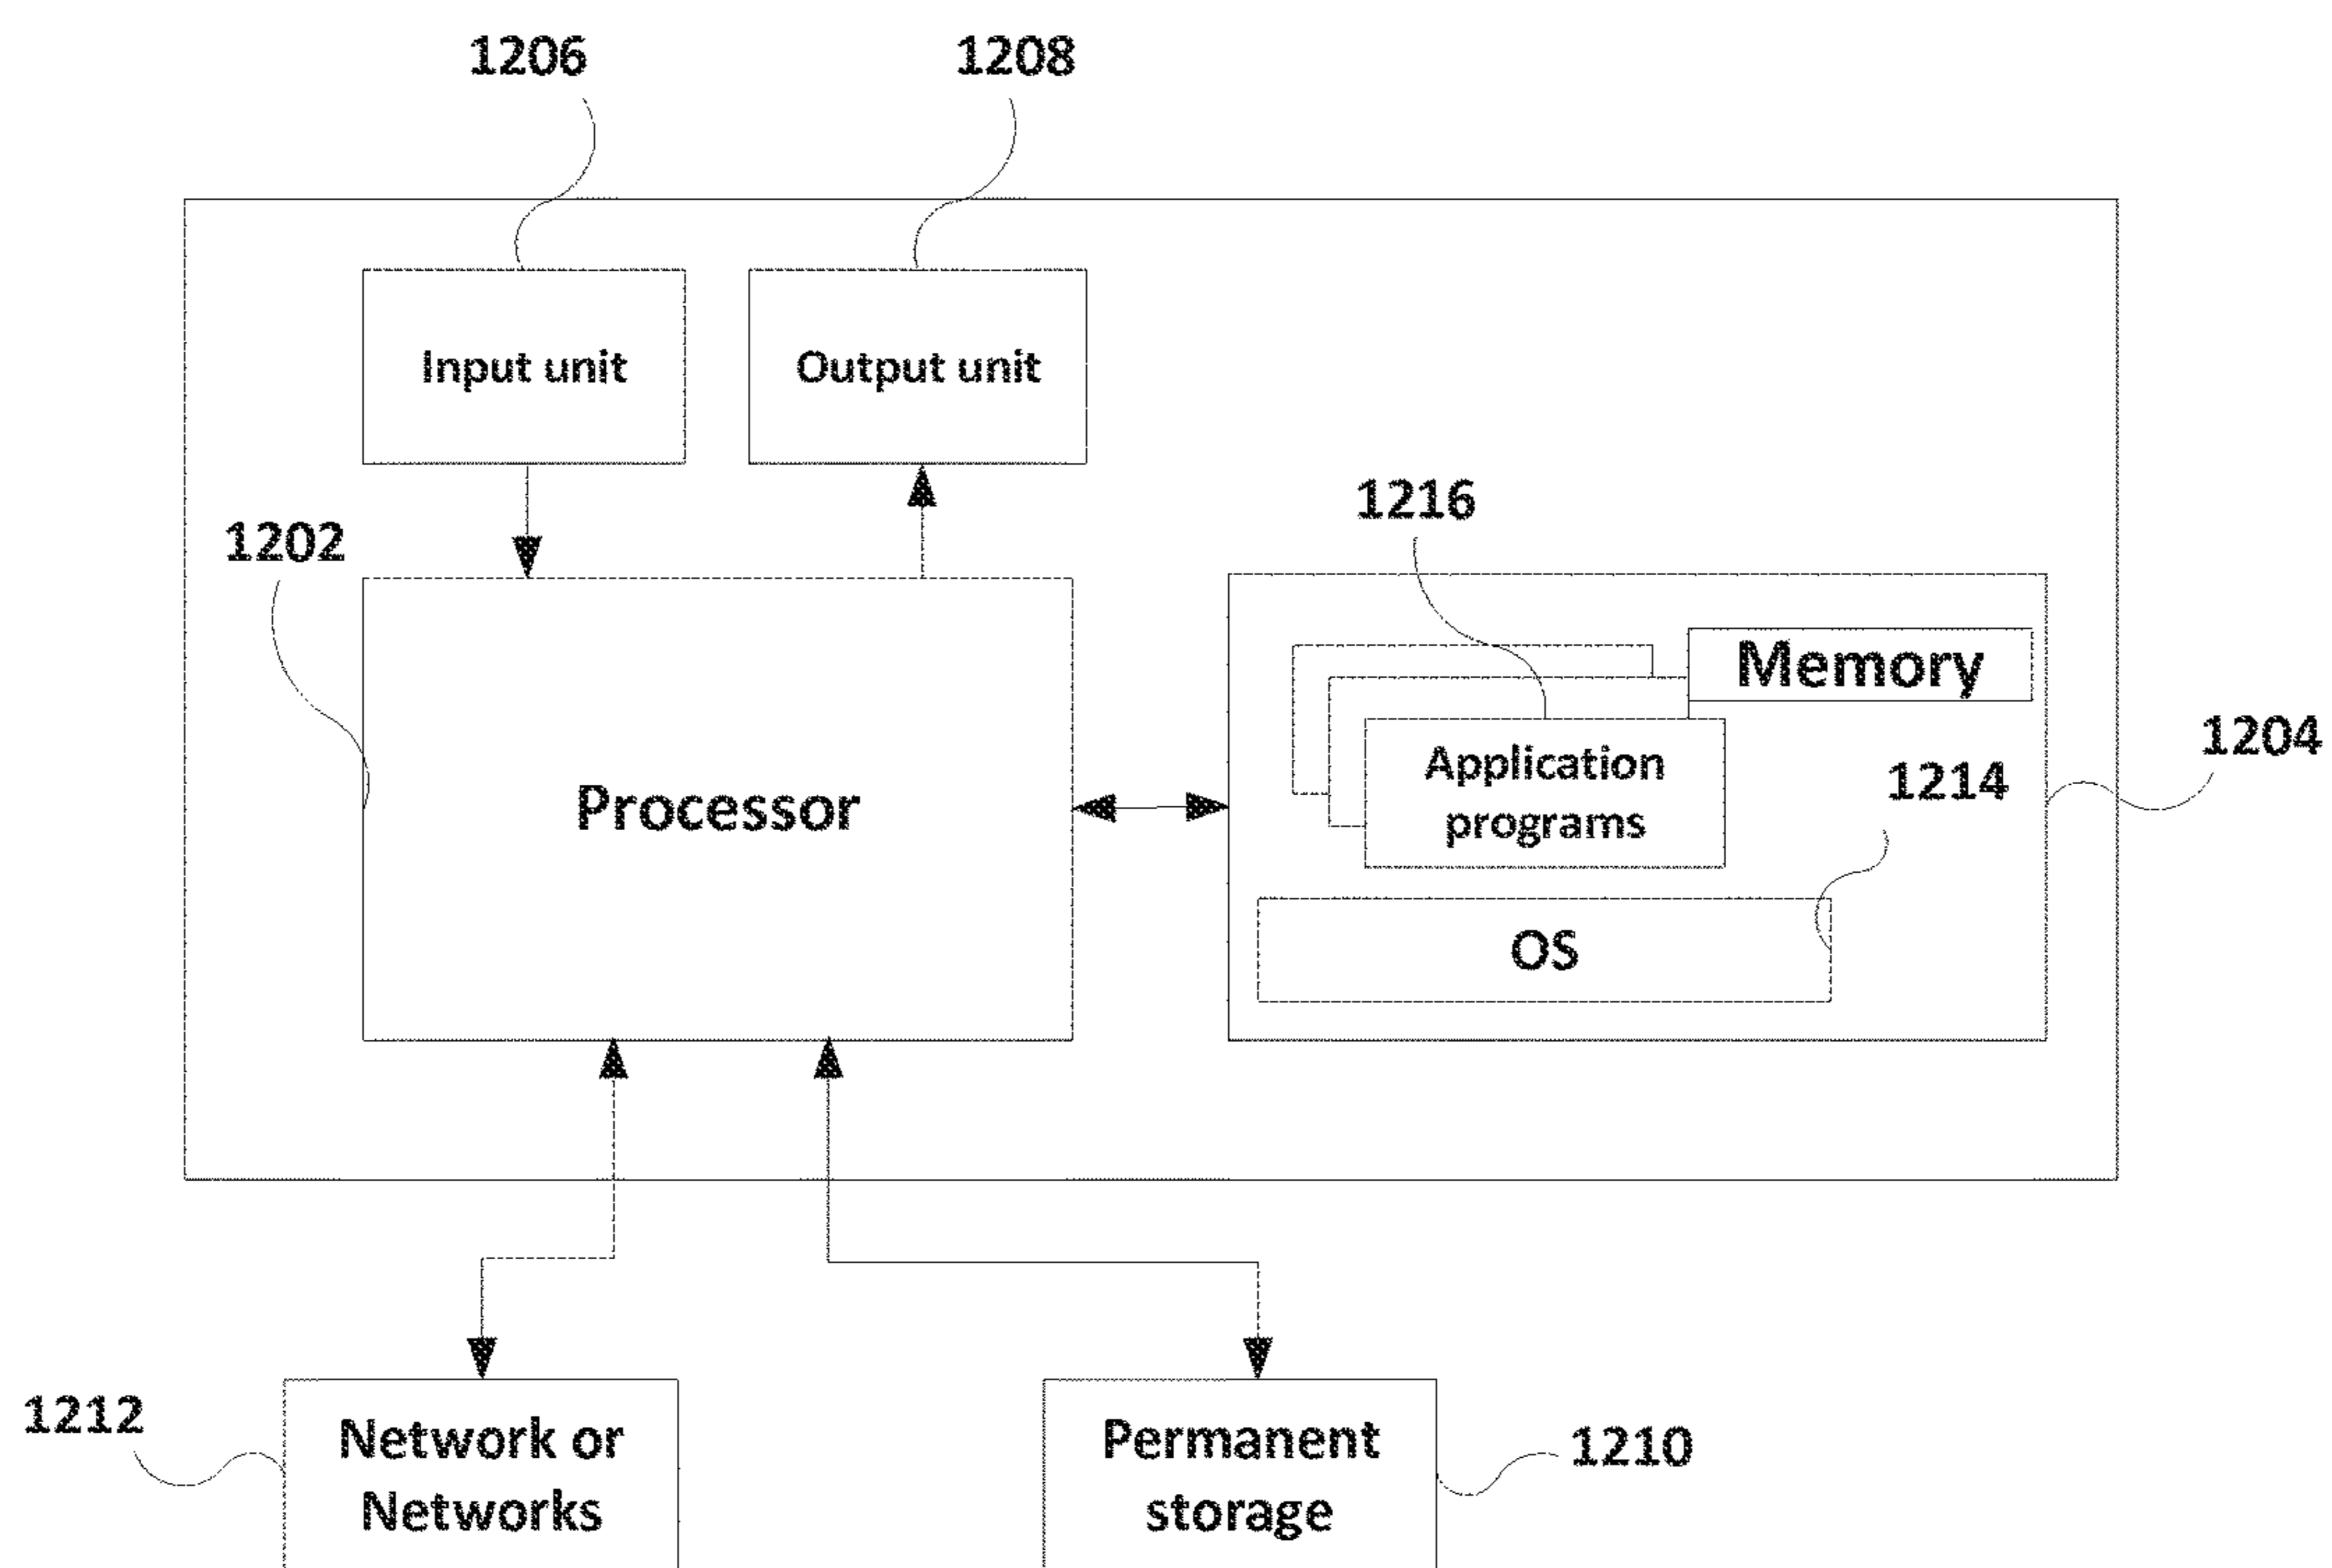 1206
1208
Input unit
Output unit
1216
1202
Memory
1204
Application
programs
1214
Processor
OS
1212
Network or
Networks
Permanent
storage
1210